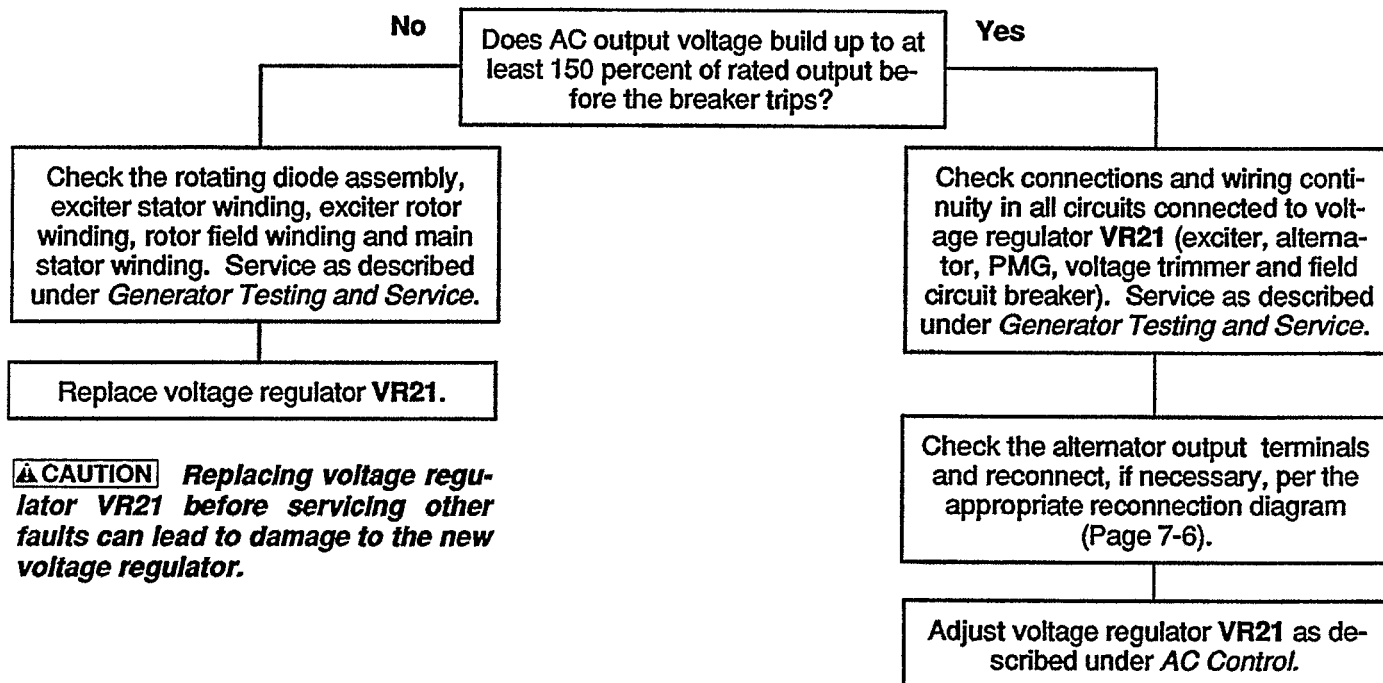 No
Does AC output voltage build up to at
least 150 percent of rated output be-
fore the breaker trips?
Yes
Check the rotating diode assembly,
exciter stator winding, exciter rotor
winding, rotor field winding and main
stator winding. Service as described
under Generator Testing and Service.
Replace voltage regulator VR21.
CAUTION Replacing voltage regu-
lator VR21 before servicing other
faults can lead to damage to the new
voltage regulator.
Check connections and wiring conti-
nuity in all circuits connected to volt-
age regulator VR21 (exciter, alterna-
tor, PMG, voltage trimmer and field
circuit breaker). Service as described
under Generator Testing and Service.
Check the alternator output terminals
and reconnect, if necessary, per the
appropriate reconnection diagram
(Page 7-6).
Adjust voltage regulator VR21 as de-
scribed under AC Control.